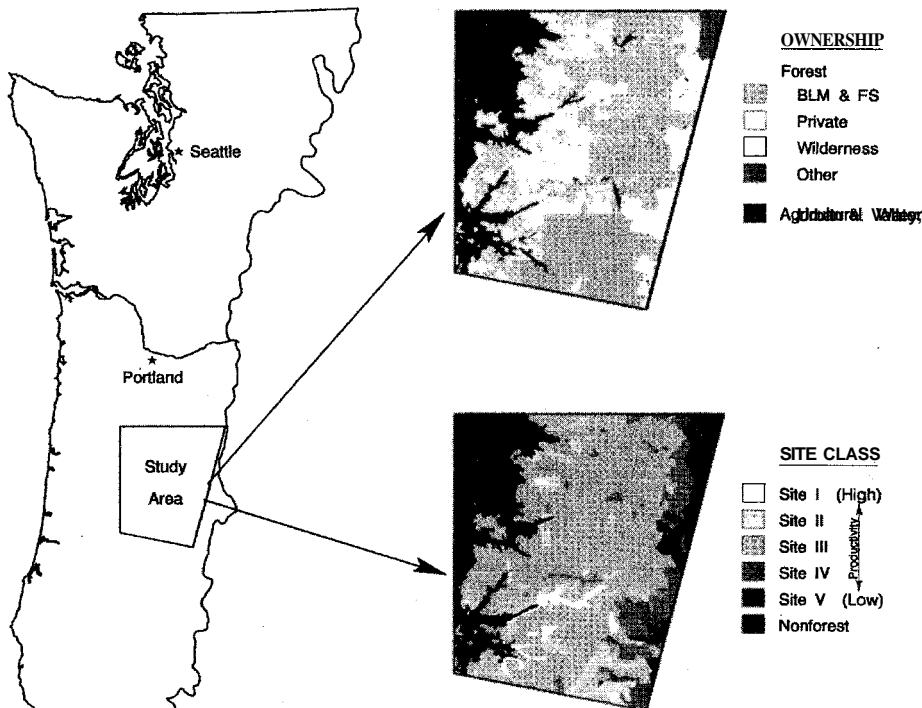 Seattle
Portland
Study
Area
OWNERSHIP
Forest
BLM & FS
Private
Wilderness
Other
SITE CLASS
Site I (High)
Site II
Site III
Site IV
Site V (Low)
Nonforest
Productivity